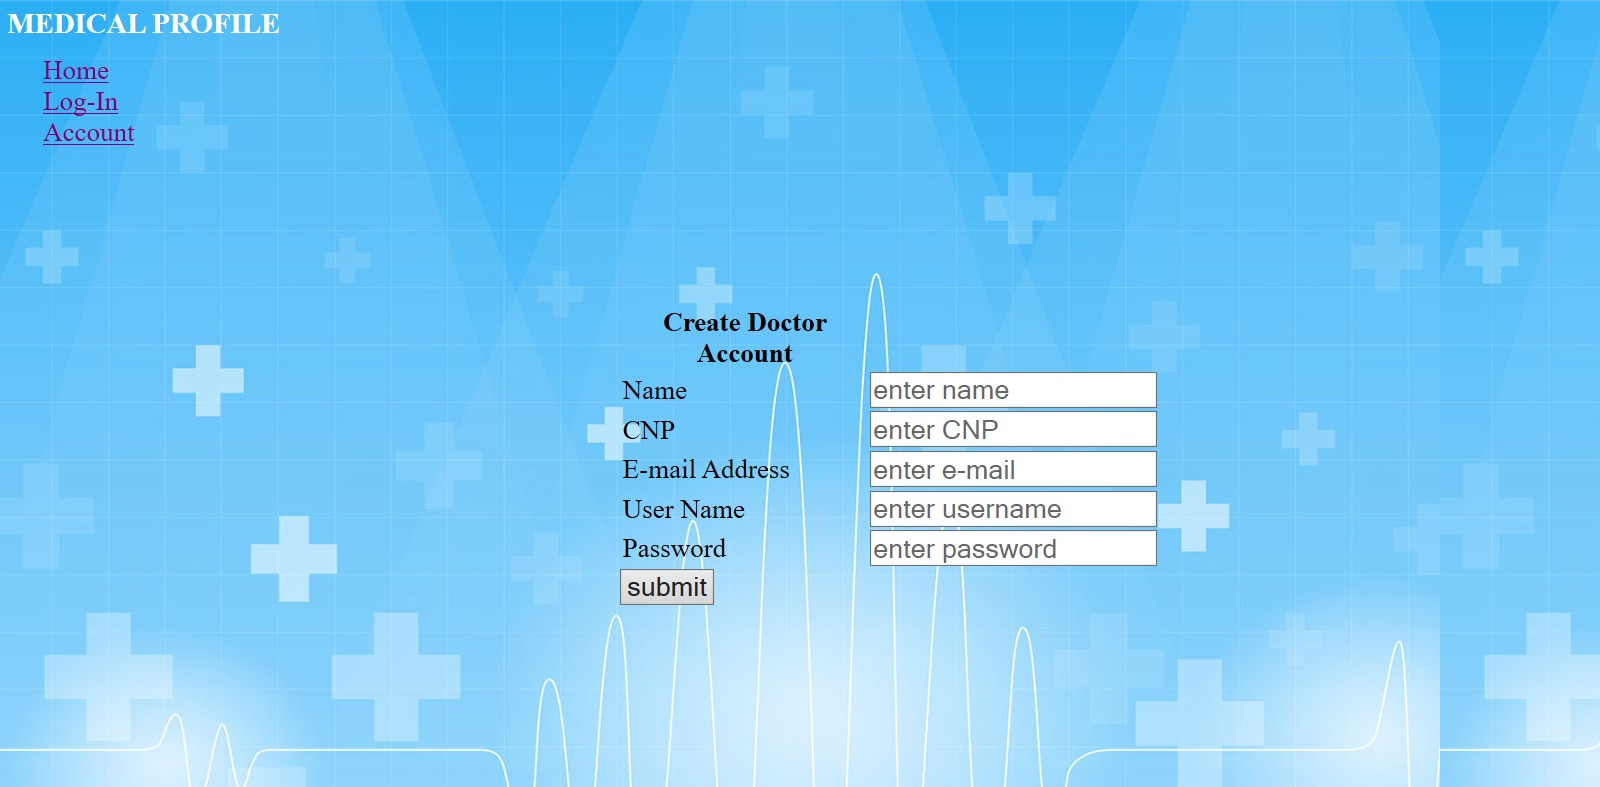 MEDICAL PROFILE
Home
Log-In
Account
Create Doctor
Account
Name enter name
CNP enter CNP
E-mail Address enter e-mail
User Name enter username
Password enter password
submit